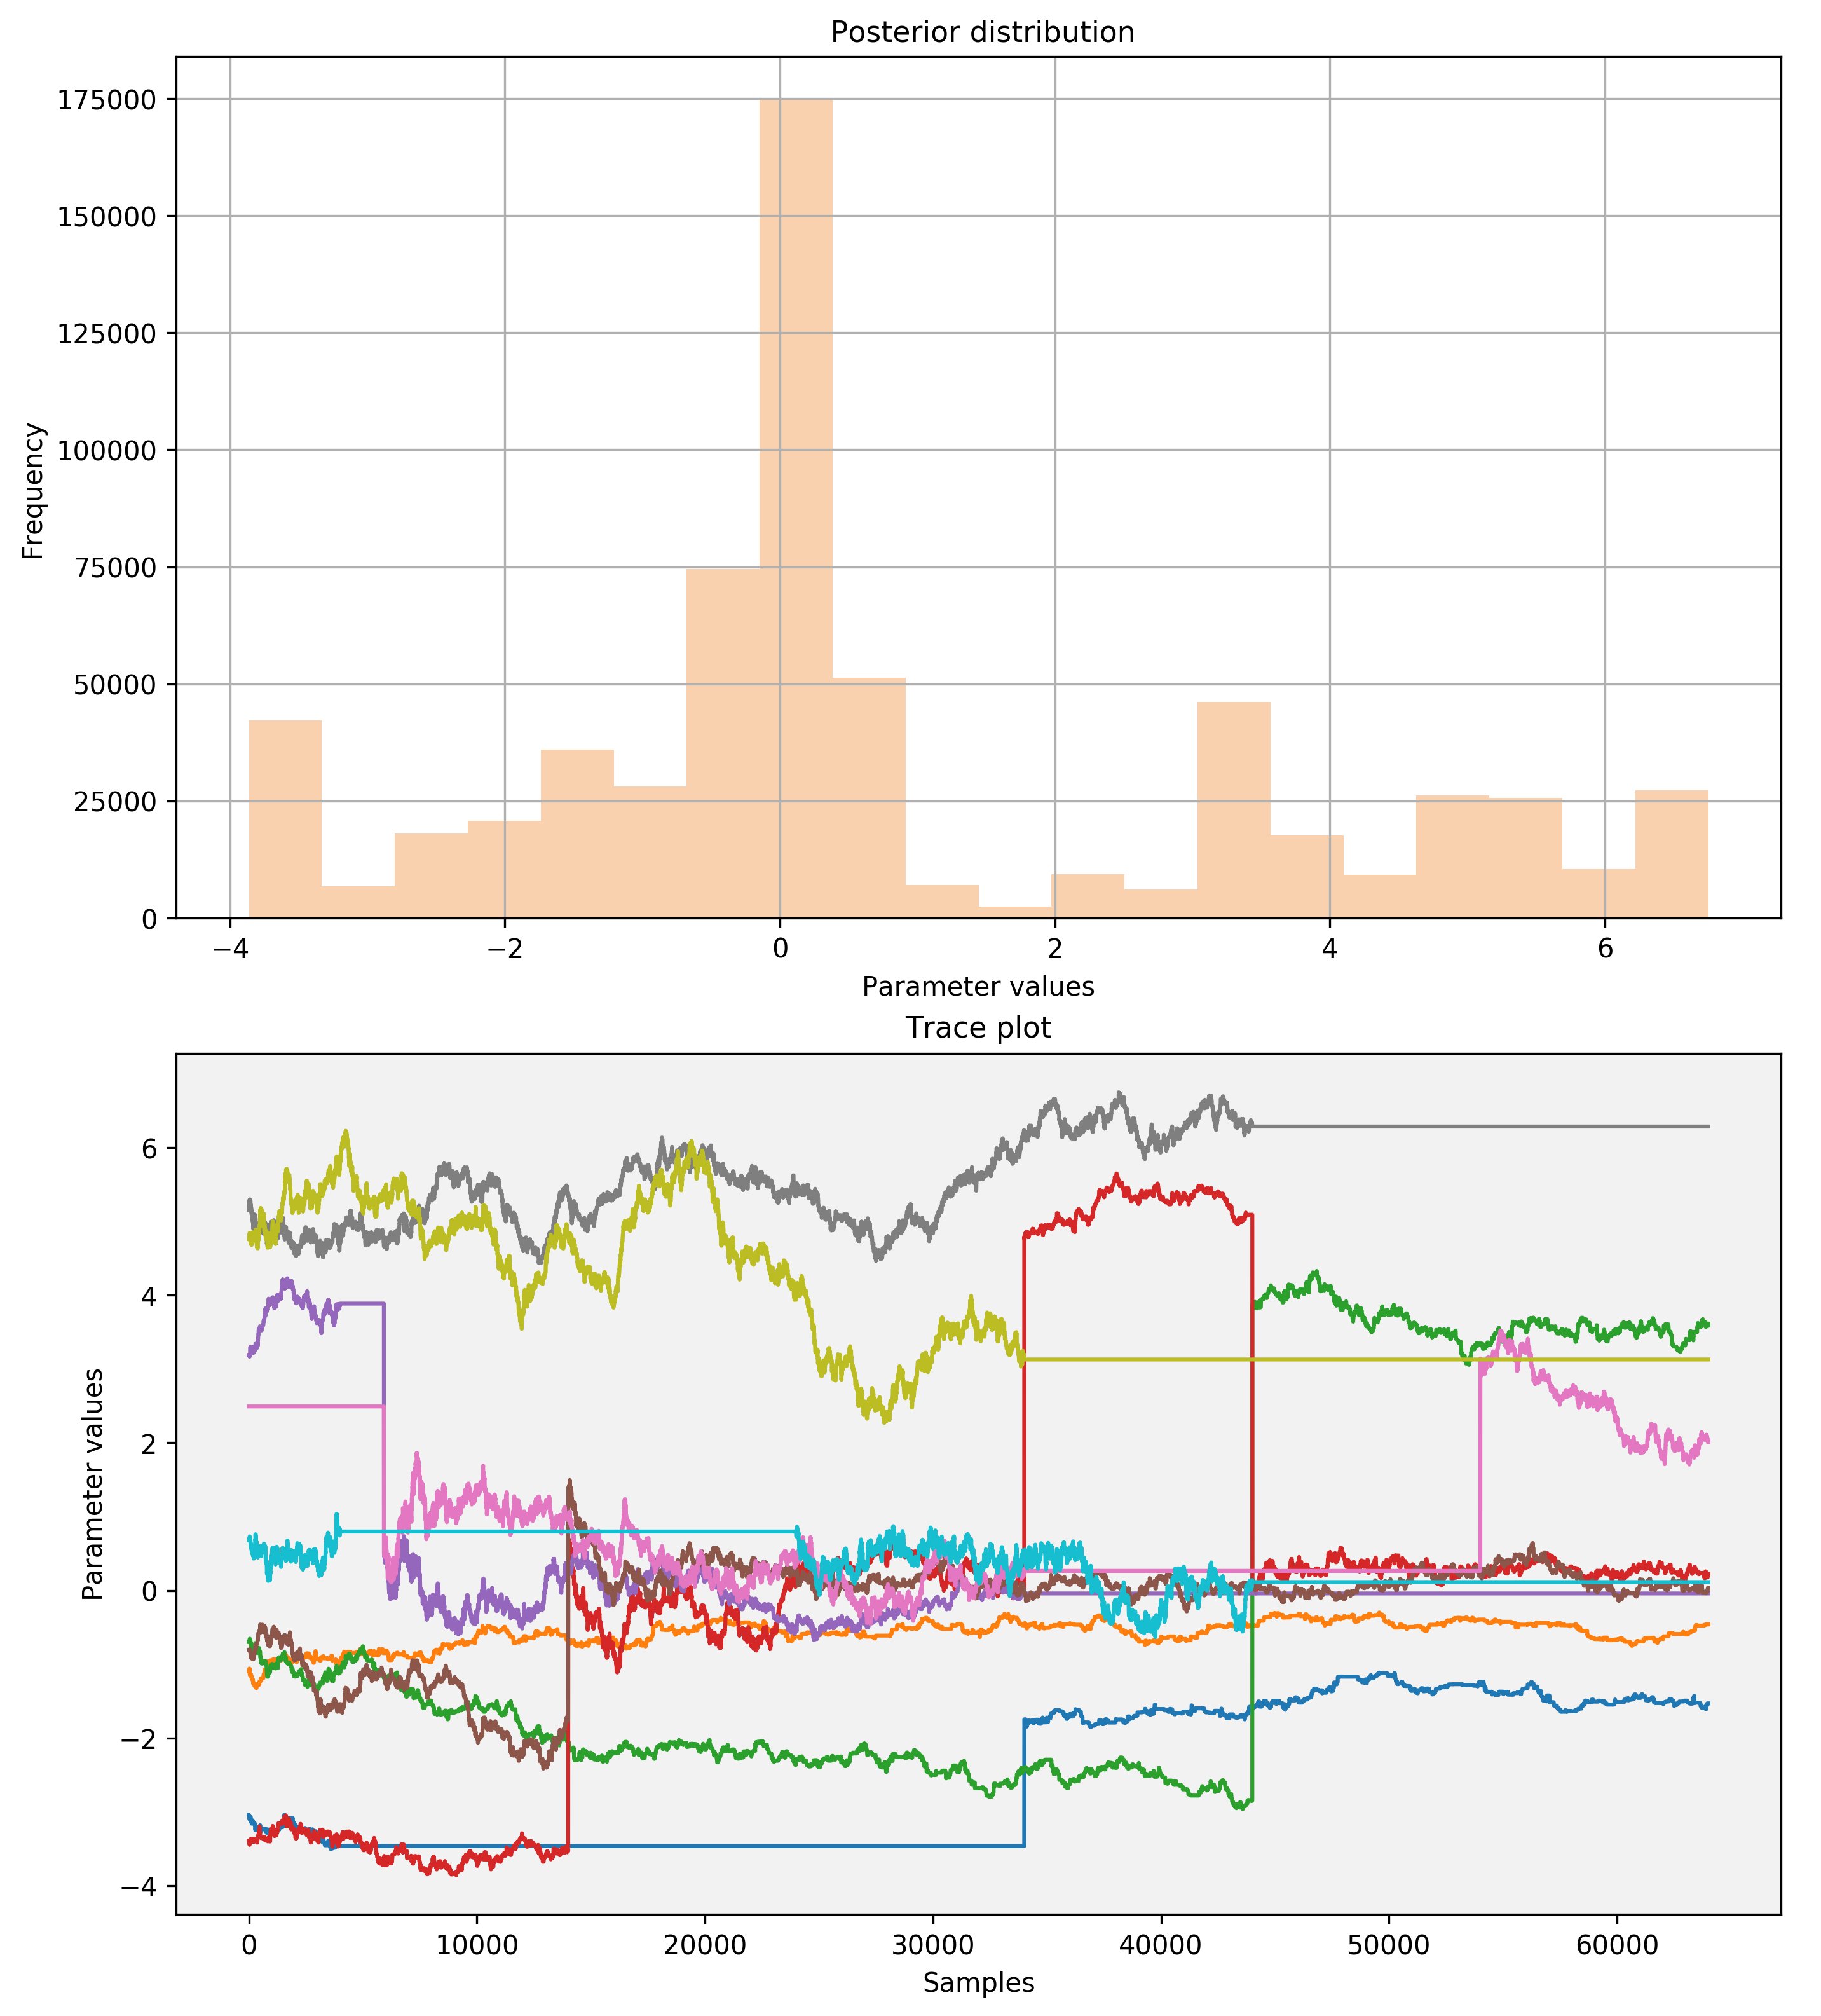 Posterior distribution
175000
150000
125000
100000
75000
50000
25000
0
Frequency
−4 −2 0 2 4 6
Parameter values
Trace plot
6
4
2
0
−2
−4
Parameter values
0 10000 20000 30000 40000 50000 60000
Samples